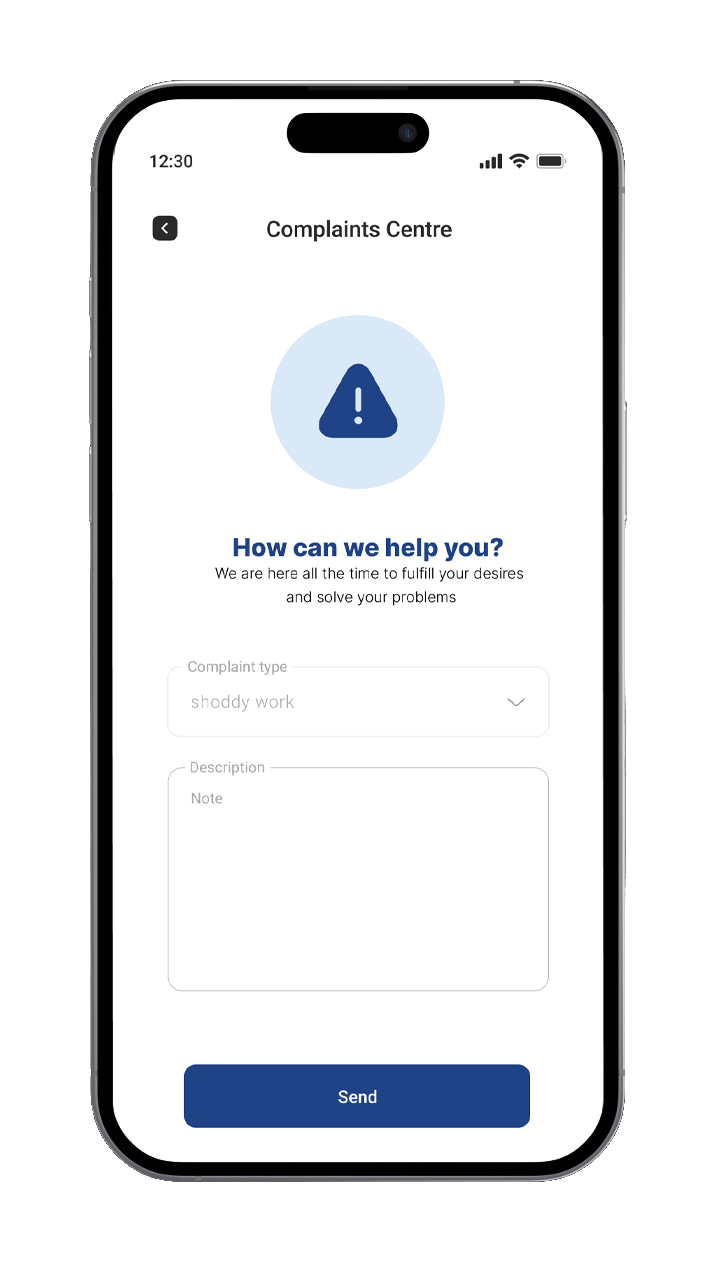 12:30
Complaints Centre
How can we help you?
We are here all the time to fulfill your desires
and solve your problems
Complaint type
shoddy work
Description
Note
Send